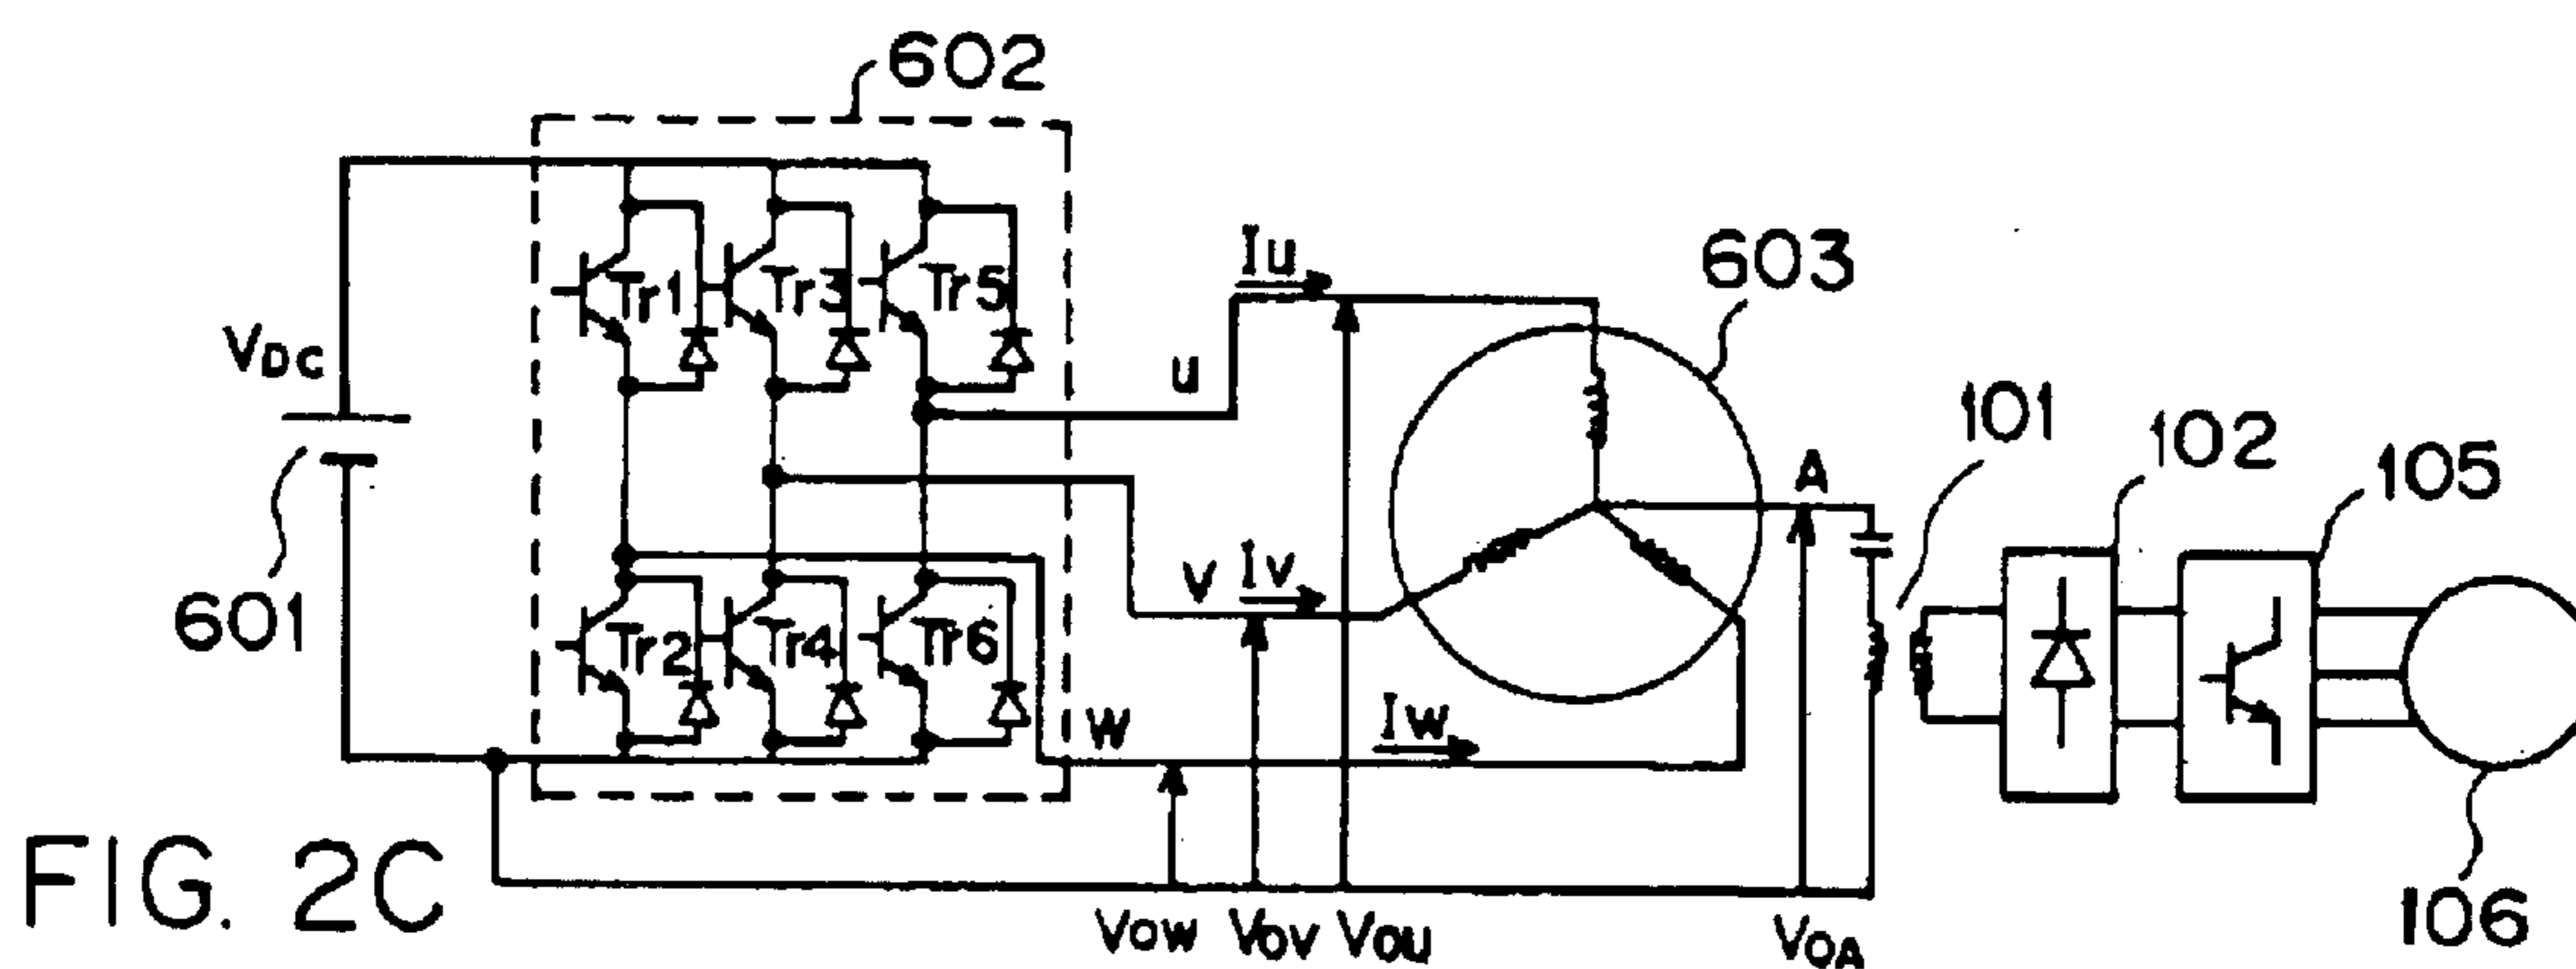 602
Iu
603
Tr1
Tr3
Tr5
VDC
u
101
102
105
A
601
V
Iv
Tr2
Tr4
Tr6
W
Iw
106
FIG. 2C
VOW
VOV
VOU
VOA